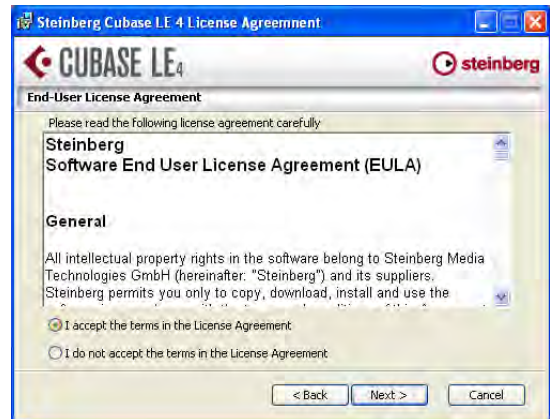 Steinberg Cubase LE 4 License Agreemnent
CUBASE LE4
steinberg
End-User License Agreement
Please read the following license agreement carefully
Steinberg
Software End User License Agreement (EULA)
General
All intellectual property rights in the software belong to Steinberg Media
Technologies GmbH (hereinafter: "Steinberg") and its suppliers.
Steinberg permits you only to copy, download, install and use the
I accept the terms in the License Agreement
I do not accept the terms in the License Agreement
< Back
Next >
Cancel